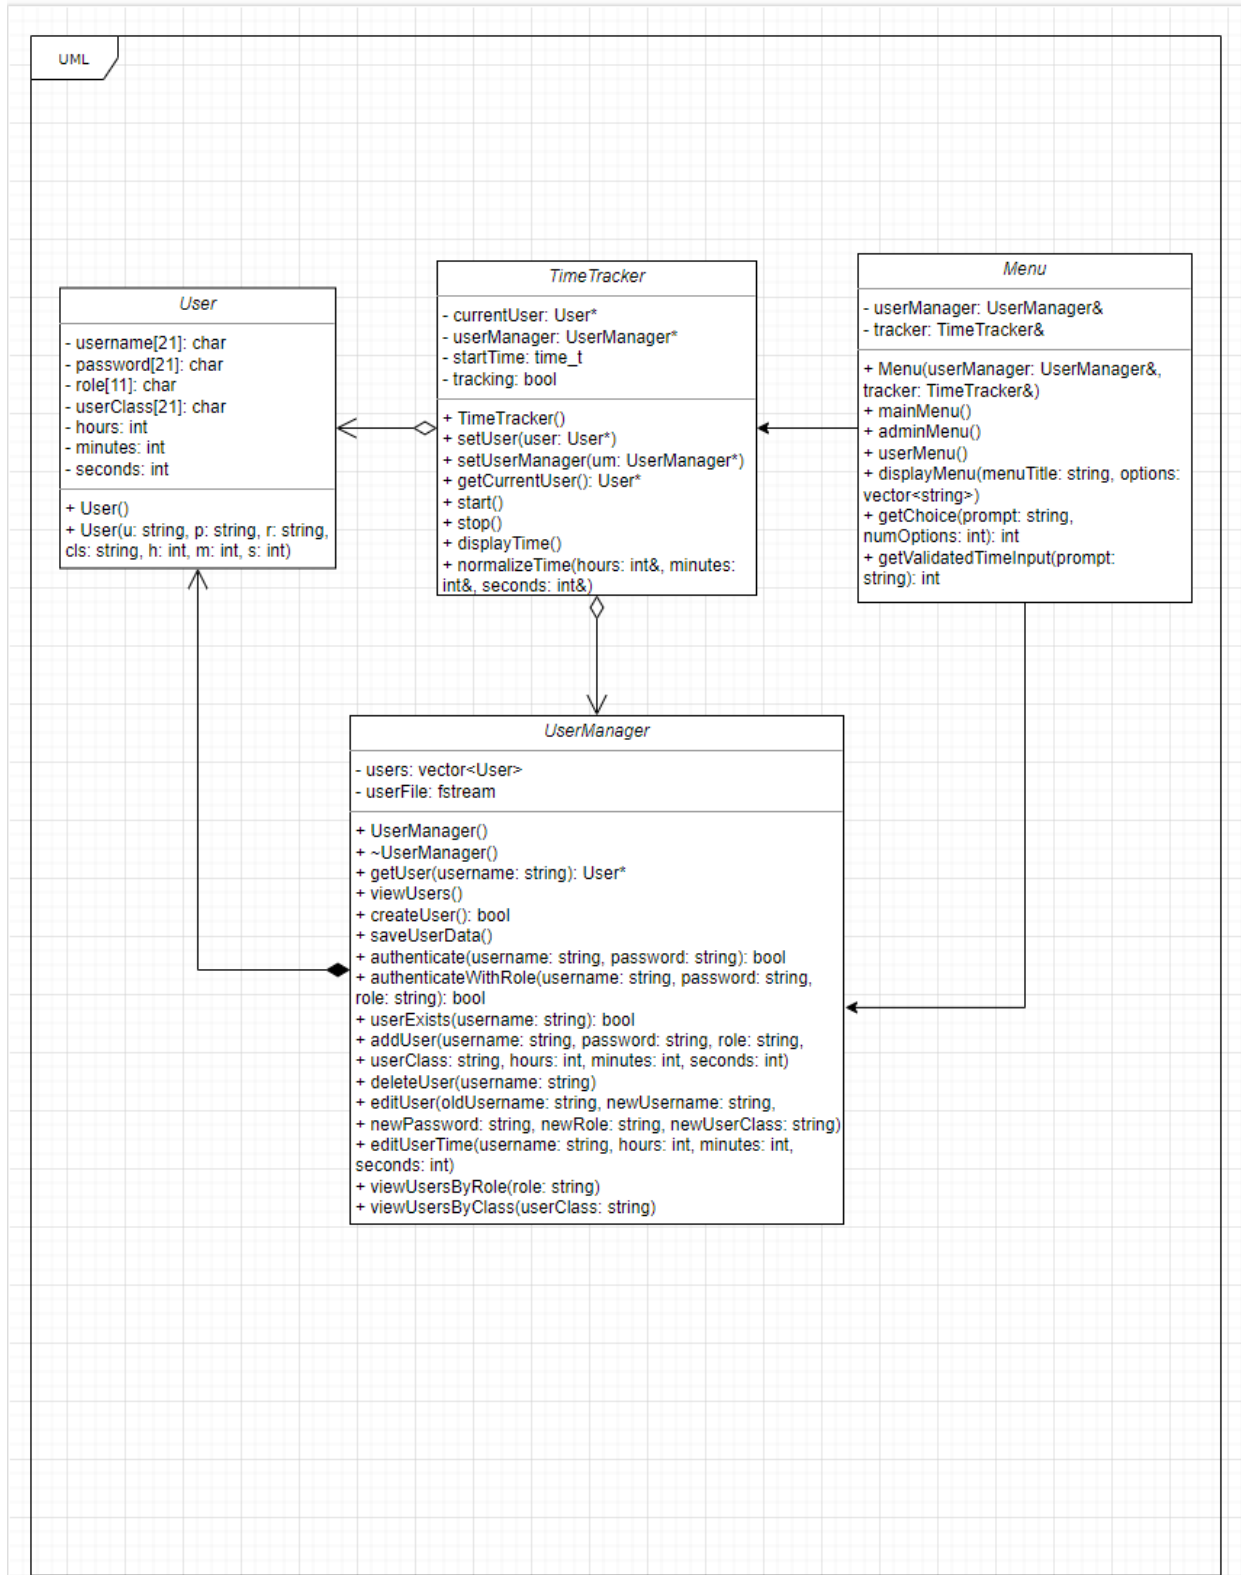 UML
User
- username[21]: char
- password[21]: char
- role[11]: char
- userClass[21]: char
- hours: int
- minutes: int
- seconds: int
+ User()
+ User(u: string, p: string, r: string,
cls: string, h: int, m: int, s: int)
TimeTracker
- currentUser: User*
- userManager: UserManager*
- startTime: time_t
- tracking: bool
+ TimeTracker()
+ setUser(user: User*)
+ setUserManager(um: UserManager*)
+ getCurrentUser(): User*
+ start()
+ stop()
+ displayTime()
+ normalizeTime(hours: int&, minutes:
int&, seconds: int&)
Menu
- userManager: UserManager&
- tracker: TimeTracker&
+ Menu(userManager: UserManager&,
tracker: TimeTracker&)
+ mainMenu()
+ adminMenu()
+ userMenu()
+ displayMenu(menuTitle: string, options:
vector<string>)
+ getChoice(prompt: string,
numOptions: int): int
+ getValidatedTimeInput(prompt:
string): int
UserManager
- users: vector<User>
- userFile: fstream
+ UserManager()
+ ~UserManager()
+ getUser(username: string): User*
+ viewUsers()
+ createUser(): bool
+ saveUserData()
+ authenticate(username: string, password: string): bool
+ authenticateWithRole(username: string, password: string,
role: string): bool
+ userExists(username: string): bool
+ addUser(username: string, password: string, role: string,
+ userClass: string, hours: int, minutes: int, seconds: int)
+ deleteUser(username: string)
+ editUser(oldUsername: string, newUsername: string,
+ newPassword: string, newRole: string, newUserClass: string)
+ editUserTime(username: string, hours: int, minutes: int,
seconds: int)
+ viewUsersByRole(role: string)
+ viewUsersByClass(userClass: string)